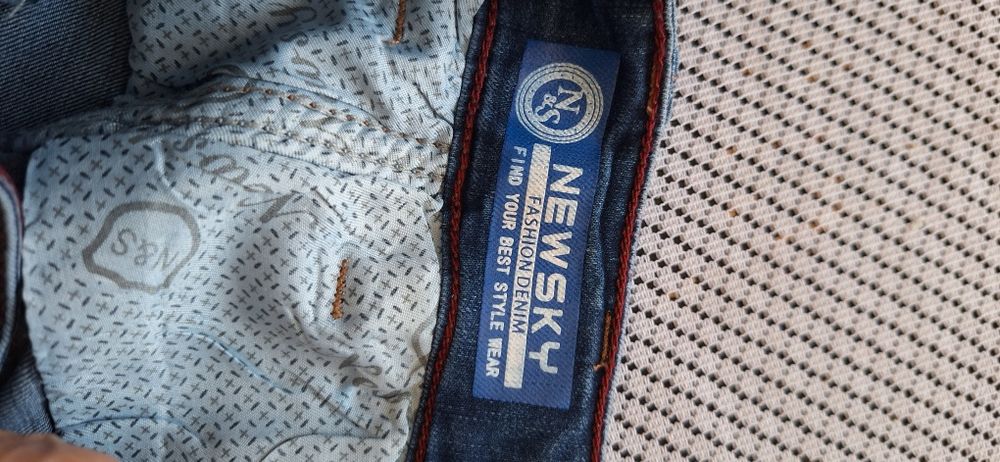 N
&S
NEWSKY
FASHION DENIM
FIND YOUR BEST STYLE WEAR
&S